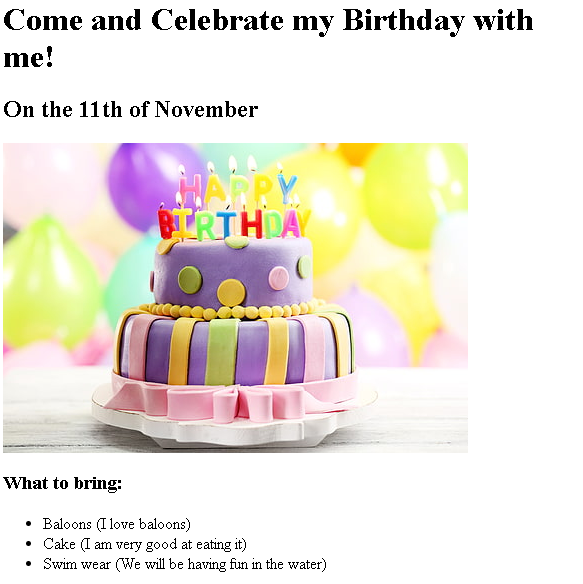 Come and Celebrate my Birthday with
me!
On the 11th of November
HAPPY
BIRTHDAY
What to bring:
Baloons (I love baloons)
Cake (I am very good at eating it)
Swim wear (We will be having fun in the water)